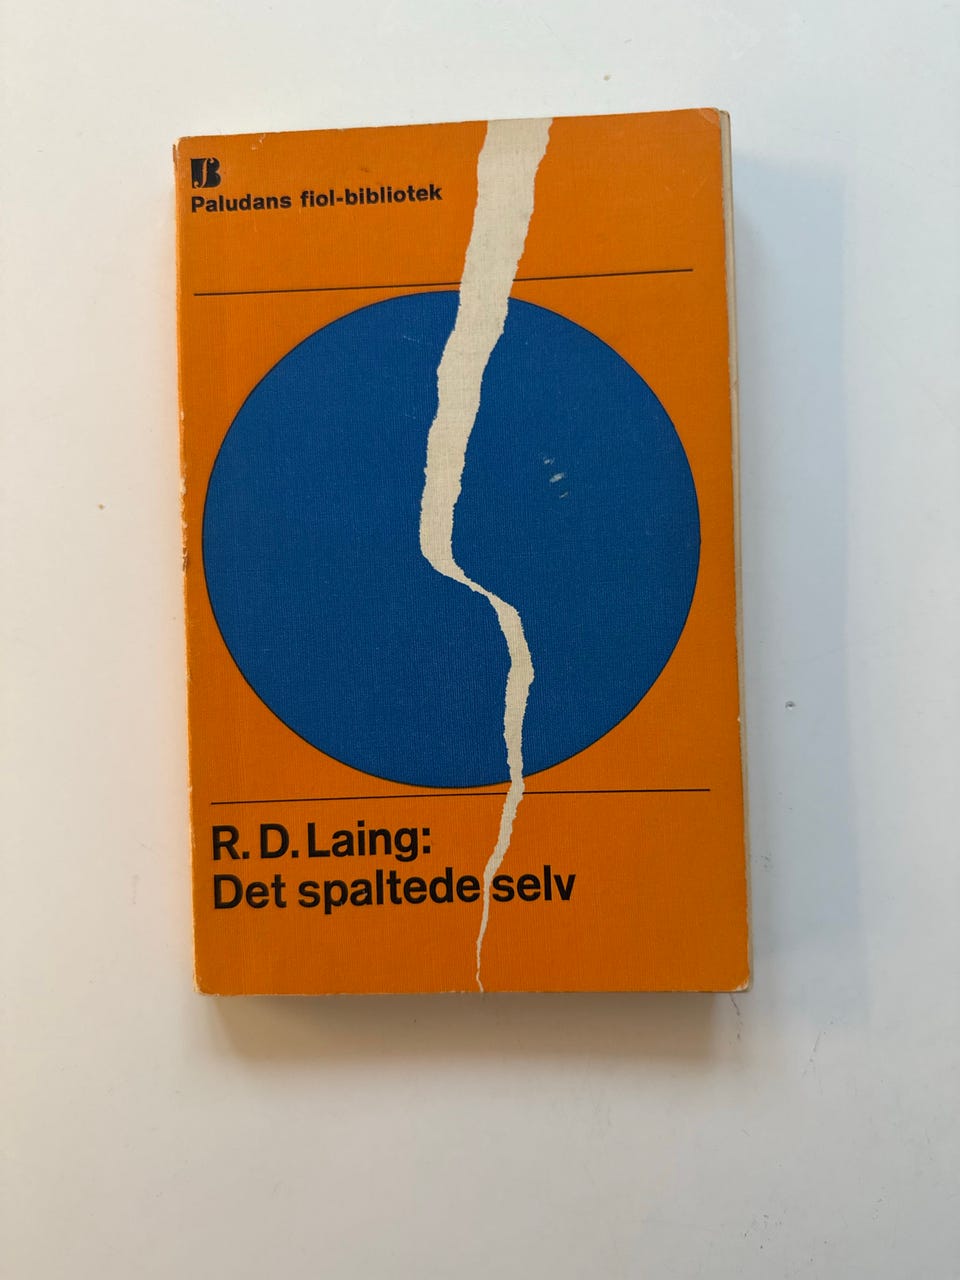 Paludans fiol-bibliotek
R. D. Laing:
Det spaltede selv